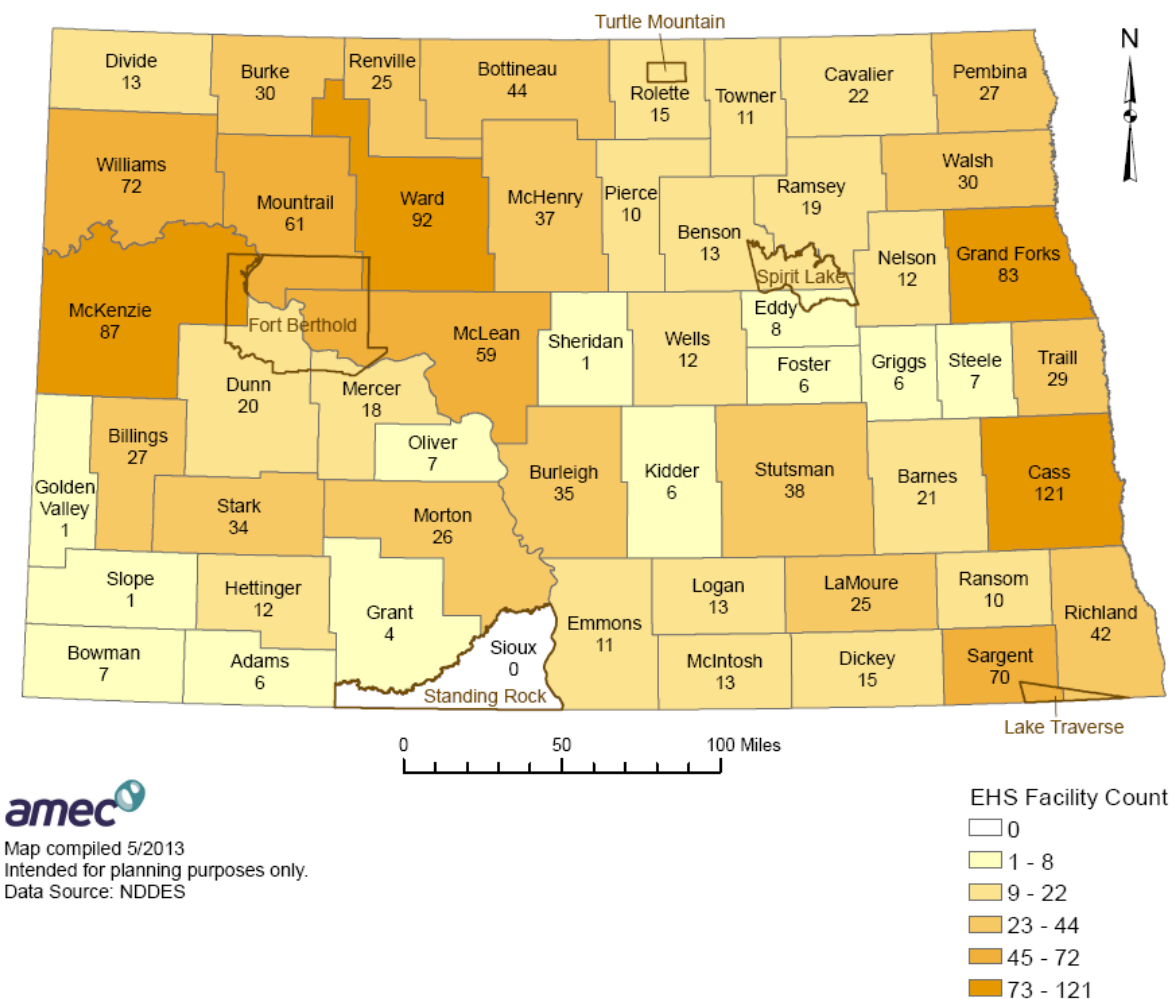 Turtle Mountain
N
Divide
13
Burke
30
Renville
25
Bottineau
44
Rolette
15
Towner
11
Cavalier
22
Pembina
27
Williams
72
Mountrail
61
Ward
92
McHenry
37
Pierce
10
Benson
13
Ramsey
19
Walsh
30
Spirit Lake
Nelson
12
Grand Forks
83
McKenzie
87
Fort Berthold
McLean
59
Sheridan
1
Wells
12
Eddy
8
Foster
6
Griggs
6
Steele
7
Traill
29
Dunn
20
Mercer
18
Oliver
7
Billings
27
Golden
Valley
1
Stark
34
Morton
26
Burleigh
35
Kidder
6
Stutsman
38
Barnes
21
Cass
121
Slope
1
Hettinger
12
Grant
4
Sioux
0
Standing Rock
Emmons
11
Logan
13
LaMoure
25
Ransom
10
Richland
42
Bowman
7
Adams
6
McIntosh
13
Dickey
15
Sargent
70
Lake Traverse
0 50 100 Miles
amec
Map compiled 5/2013
Intended for planning purposes only.
Data Source: NDDES
EHS Facility Count
0
1 - 8
9 - 22
23 - 44
45 - 72
73 - 121